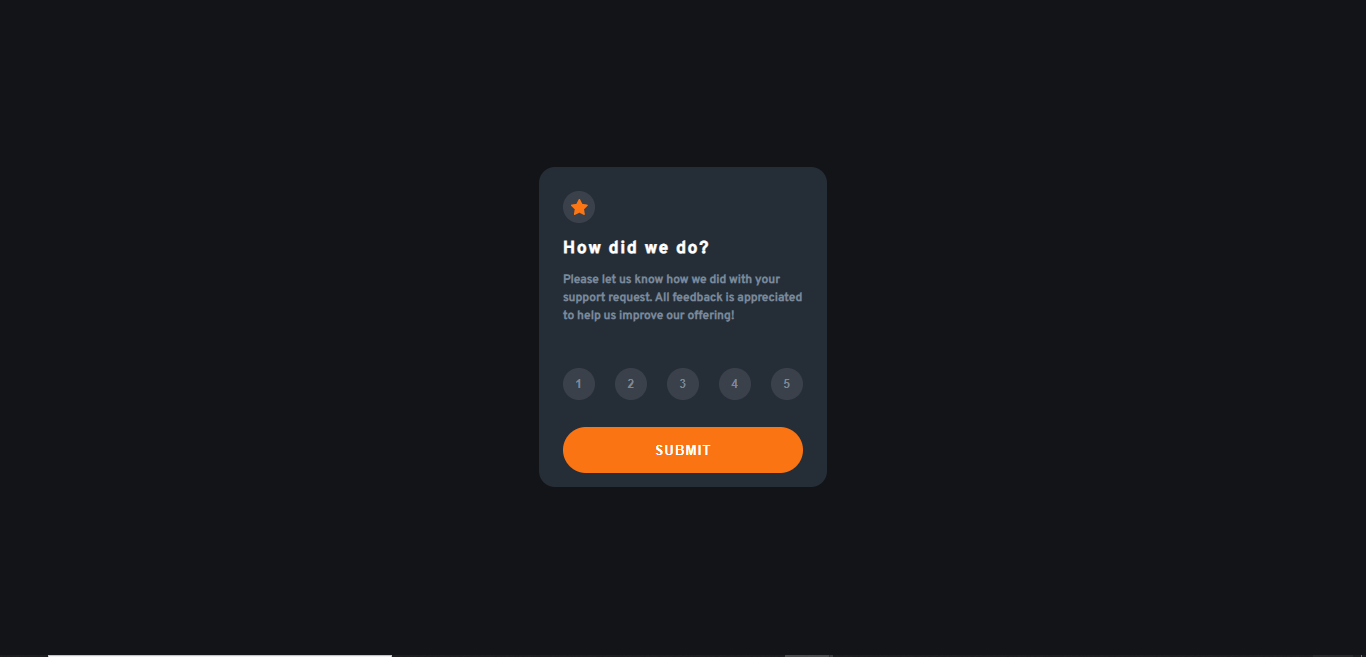 How did we do?
Please let us know how we did with your
support request. All feedback is appreciated
to help us improve our offering!
1 2 3 4 5
SUBMIT